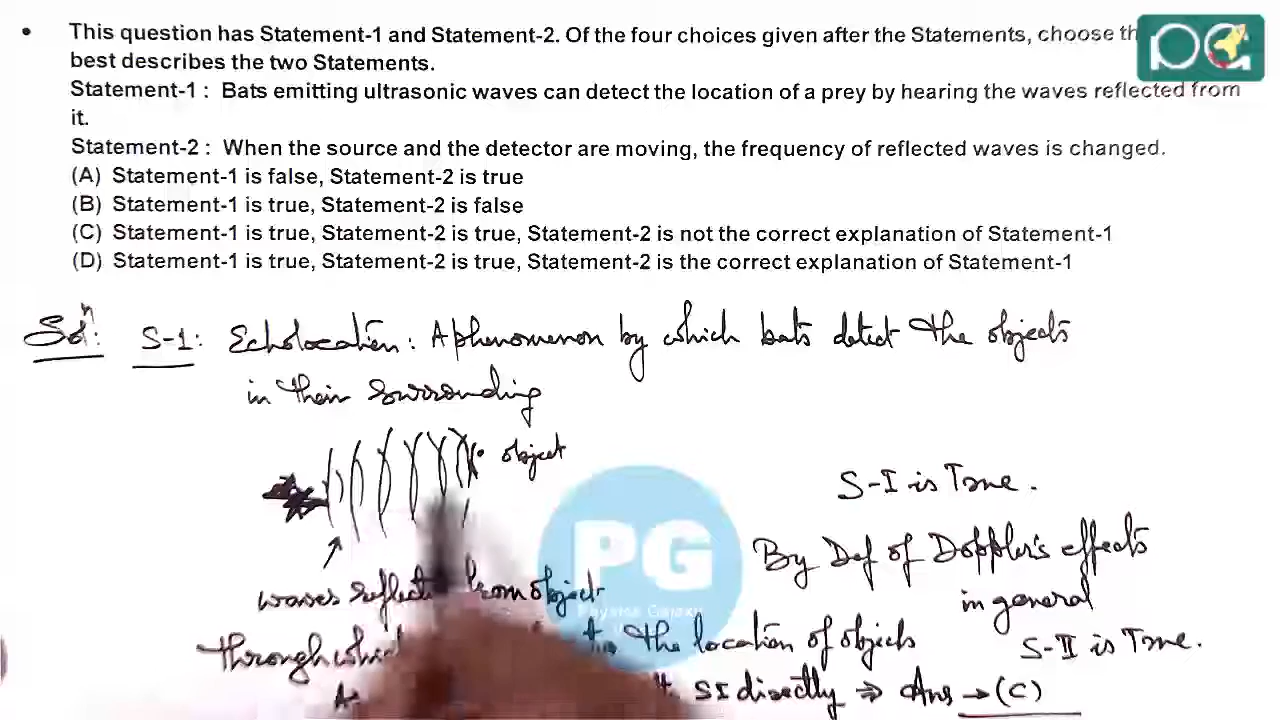 • This question has Statement-1 and Statement-2. Of the four choices given after the Statements, choose
best describes the two Statements.
Statement-1 : Bats emitting ultrasonic waves can detect the location of a prey by hearing the waves reflected from
it.
Statement-2 : When the source and the detector are moving, the frequency of reflected waves is changed.
(A) Statement-1 is false, Statement-2 is true
(B) Statement-1 is true, Statement-2 is false
(C) Statement-1 is true, Statement-2 is true, Statement-2 is not the correct explanation of Statement-1
(D) Statement-1 is true, Statement-2 is true, Statement-2 is the correct explanation of Statement-1
Solⁿ: S-1: Echolocation: A phenomenon by which bats detect the objects
in their surrounding
object
S-I is True.
By Def of Doppler's effects
in general
S-II is True.
waves reflect from object
through the location of objects
SI directly ⇒ Ans → (C)
PG
Physics Galaxy